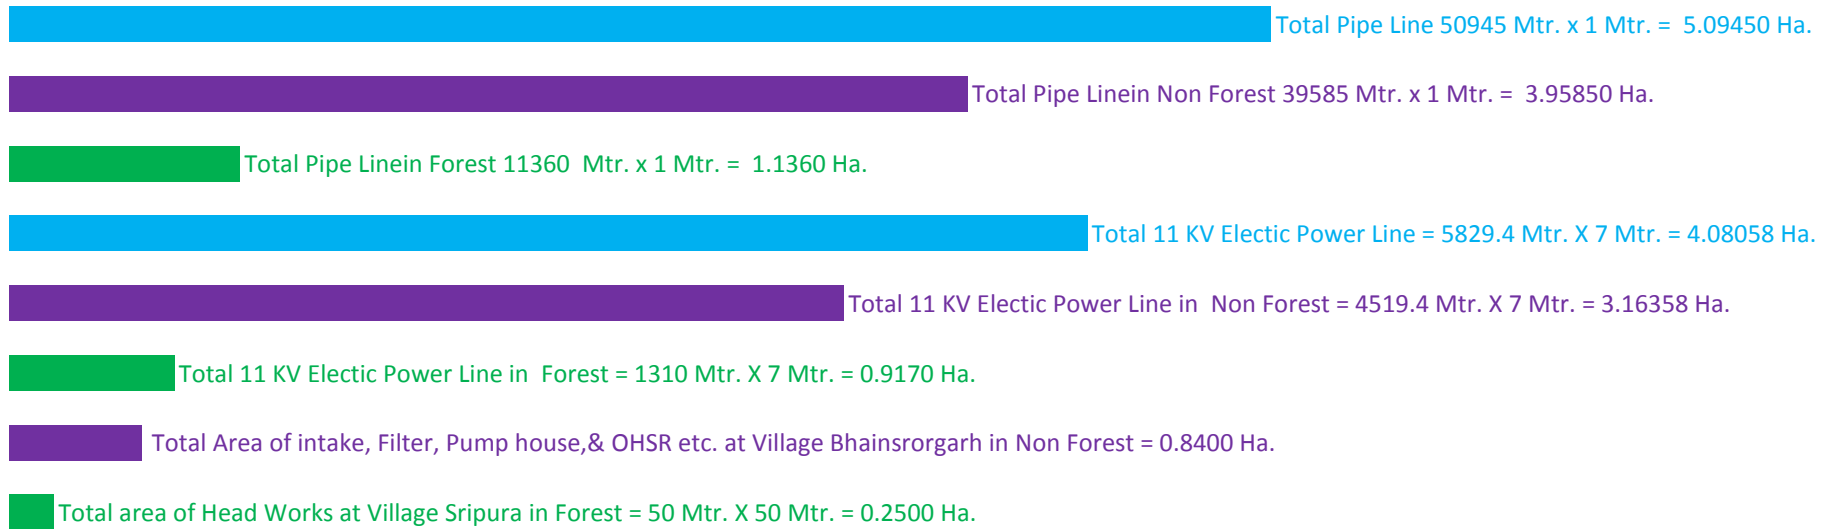 Total Pipe Line 50945 Mtr. x 1 Mtr. =  5.09450 Ha.
Total Pipe Linein Non Forest 39585 Mtr. x 1 Mtr. =  3.95850 Ha.
Total Pipe Linein Forest 11360  Mtr. x 1 Mtr. =  1.1360 Ha.
Total 11 KV Electic Power Line = 5829.4 Mtr. X 7 Mtr. = 4.08058 Ha.
Total 11 KV Electic Power Line in  Non Forest = 4519.4 Mtr. X 7 Mtr. = 3.16358 Ha.
Total 11 KV Electic Power Line in  Forest = 1310 Mtr. X 7 Mtr. = 0.9170 Ha.
Total Area of intake, Filter, Pump house,& OHSR etc. at Village Bhainsrorgarh in Non Forest = 0.8400 Ha.
Total area of Head Works at Village Sripura in Forest = 50 Mtr. X 50 Mtr. = 0.2500 Ha.